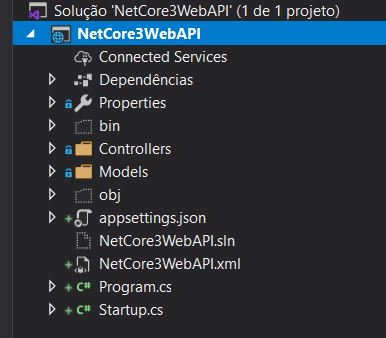 Solução 'NetCore3WebAPI' (1 de 1 projeto)
NetCore3WebAPI
Connected Services
Dependências
Properties
bin
Controllers
Models
obj
appsettings.json
NetCore3WebAPI.sln
NetCore3WebAPI.xml
C# Program.cs
C# Startup.cs